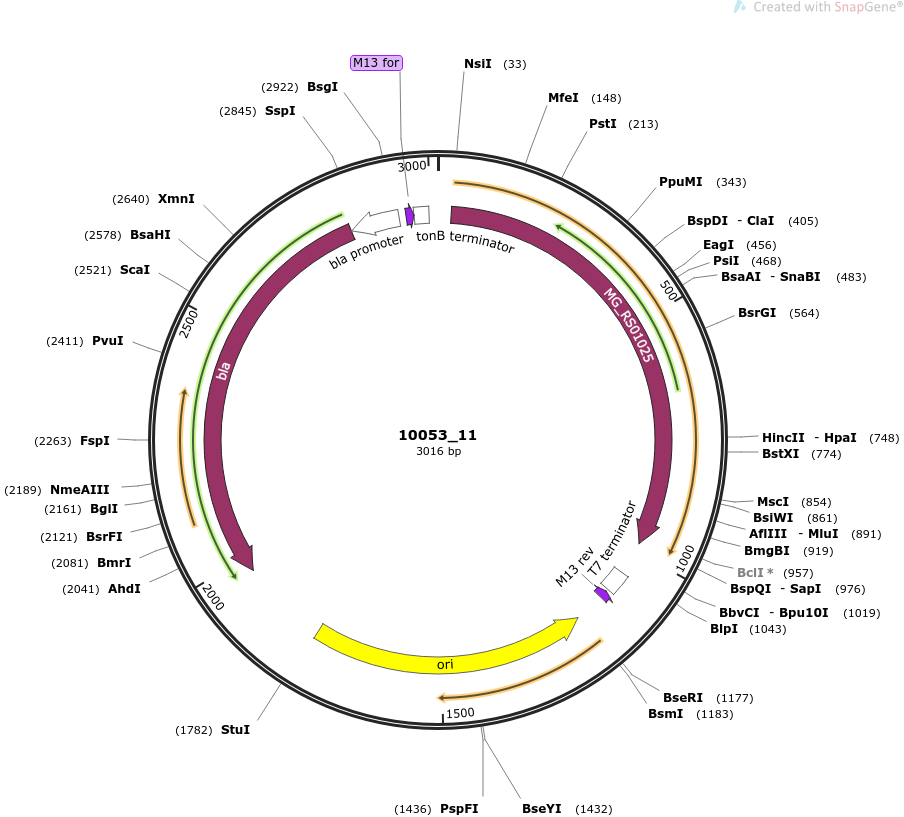 Created with SnapGene®
M13 for
NsiI (33)
(2922) BsgI
MfeI (148)
(2845) SspI
PstI (213)
3000
PpuMI (343)
(2640) XmnI
BspDI - ClaI (405)
(2578) BsaHI
bla promoter
tonB terminator
EagI (456)
PsiI (468)
(2521) ScaI
BsaAI - SnaBI (483)
500
MG_RS01025
BsrGI (564)
2500
(2411) PvuI
bla
10053_11
3016 bp
(2263) FspI
HincII - HpaI (748)
BstXI (774)
(2189) NmeAIII
(2161) BglI
MscI (854)
BsiWI (861)
(2121) BsrFI
AflIII - MluI (891)
BmgBI (919)
T7 terminator
M13 rev
1000
(2081) BmrI
BclI * (957)
(2041) AhdI
BspQI - SapI (976)
2000
BbvCI - Bpu10I (1019)
BlpI (1043)
ori
BseRI (1177)
1500
BsmI (1183)
(1782) StuI
(1436) PspFI
BseYI (1432)